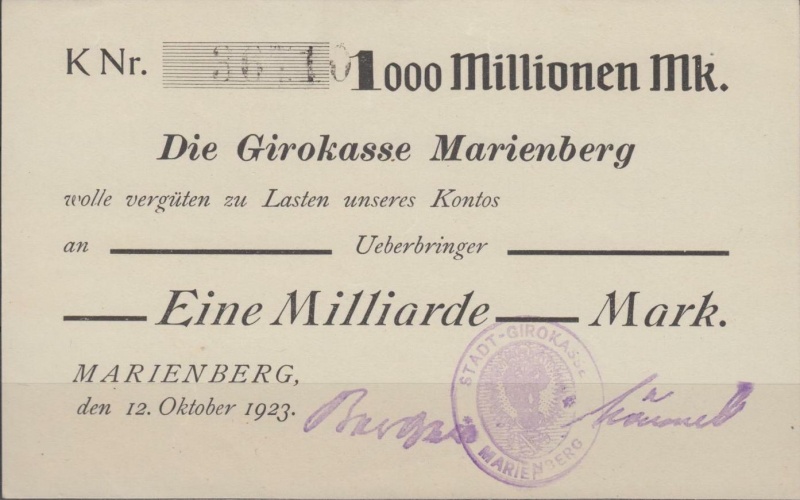 K Nr. 1000 Millionen Mk.
Die Girokasse Marienberg
wolle vergüten zu Lasten unseres Kontos
an Ueberbringer
Eine Milliarde Mark.
MARIENBERG,
den 12. Oktober 1923.
STADT-GIROKASSE
MARIENBERG